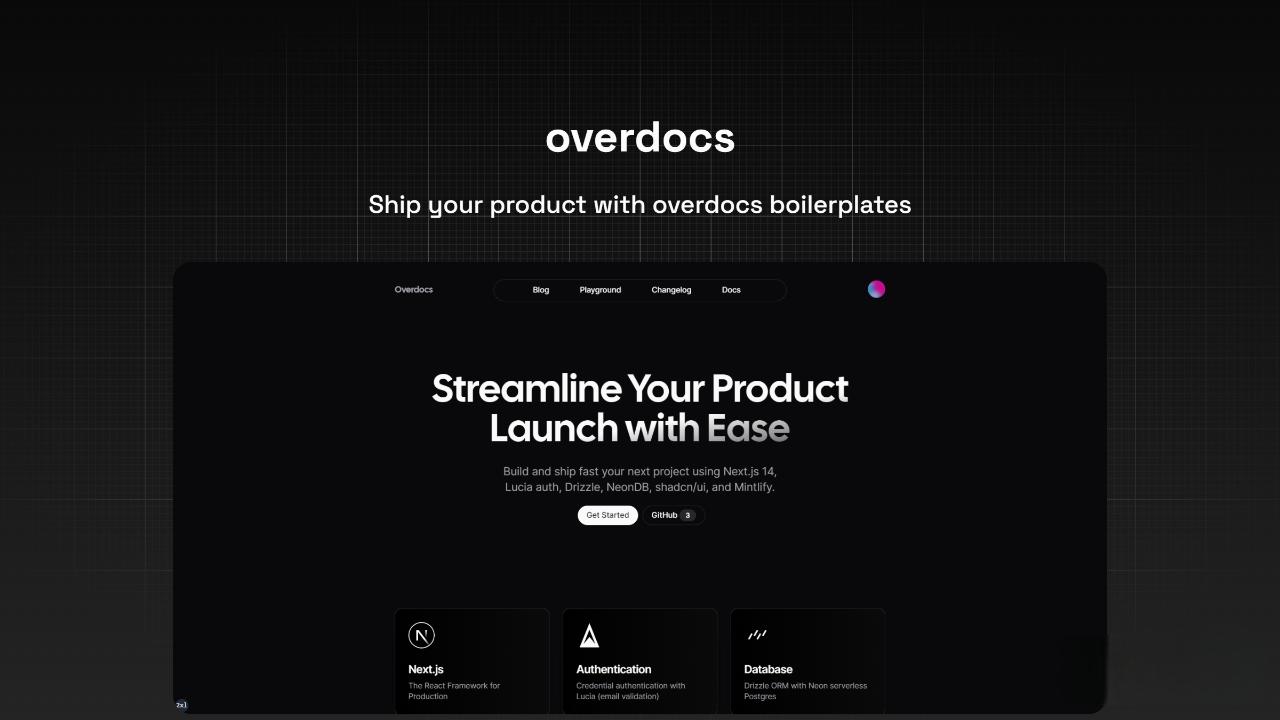 overdocs
Ship your product with overdocs boilerplates
Overdocs
Blog Playground Changelog Docs
Streamline Your Product
Launch with Ease
Build and ship fast your next project using Next.js 14,
Lucia auth, Drizzle, NeonDB, shadcn/ui, and Mintlify.
Get Started GitHub 3
N
Next.js
The React Framework for
Production
Authentication
Credential authentication with
Lucia (email validation)
Database
Drizzle ORM with Neon serverless
Postgres